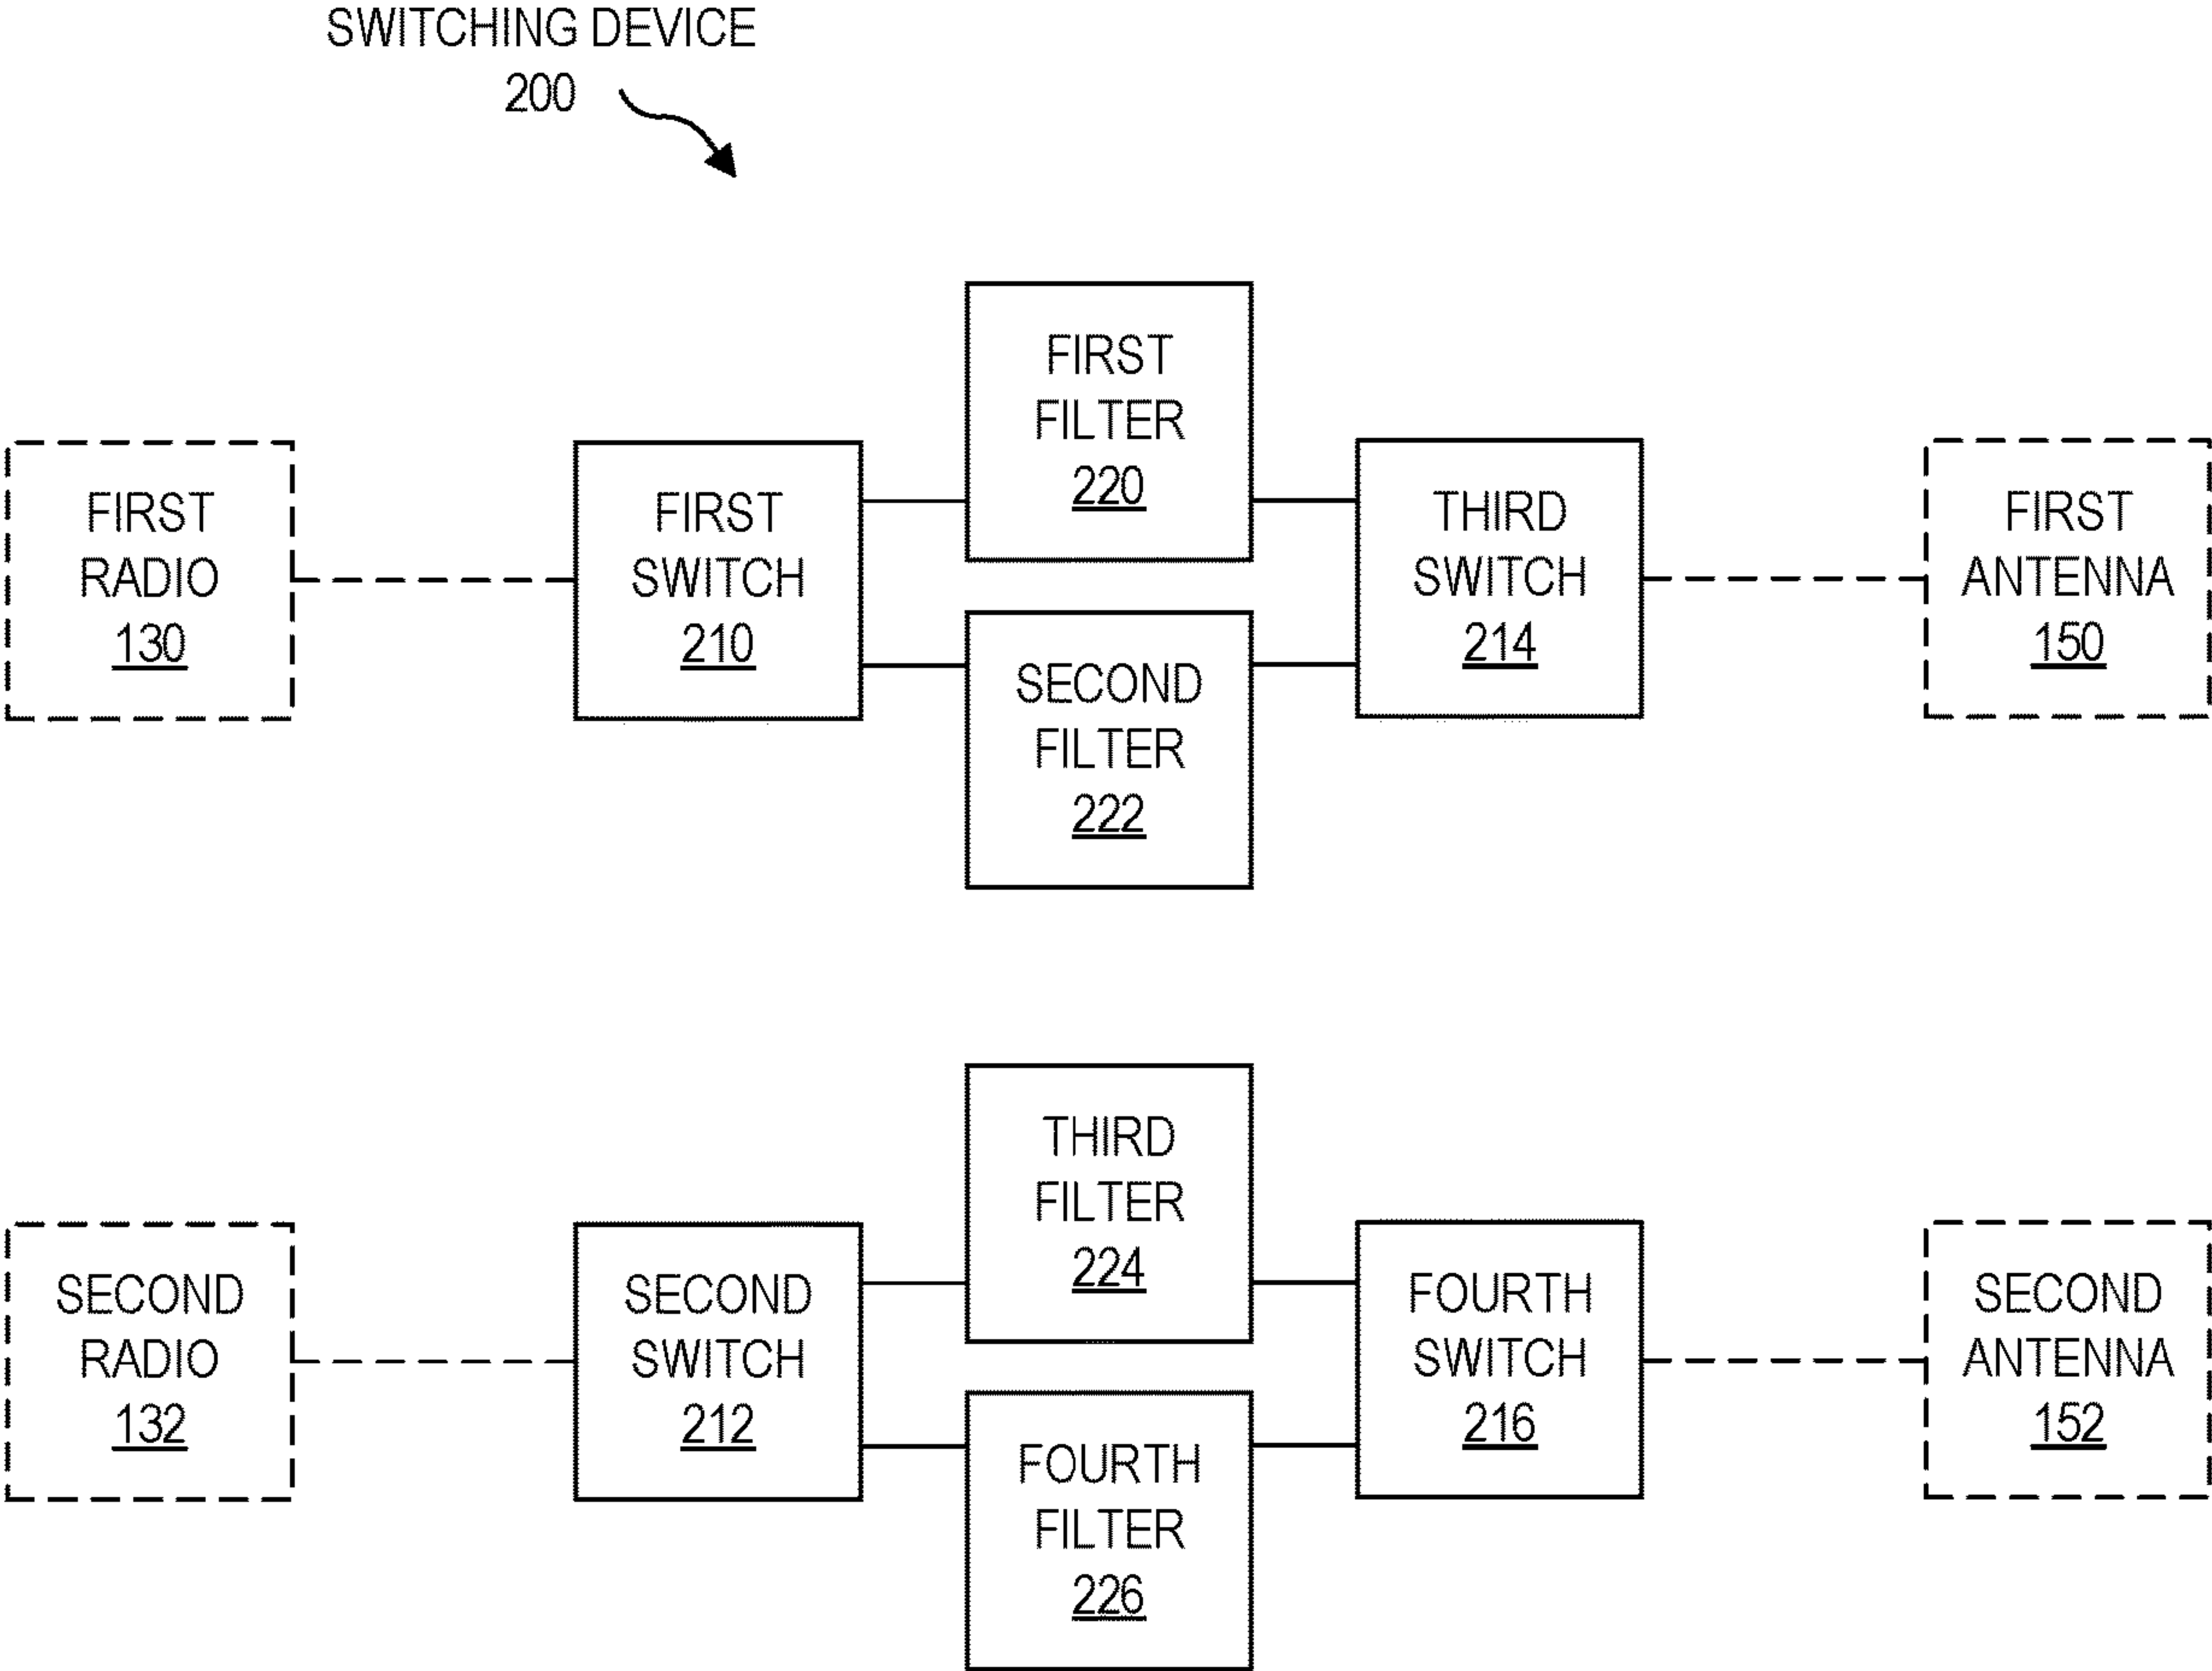 SWITCHING DEVICE
200
FIRST
FILTER
220
FIRST
RADIO
130
FIRST
SWITCH
210
THIRD
SWITCH
214
FIRST
ANTENNA
150
SECOND
FILTER
222
THIRD
FILTER
224
SECOND
RADIO
132
SECOND
SWITCH
212
FOURTH
SWITCH
216
SECOND
ANTENNA
152
FOURTH
FILTER
226